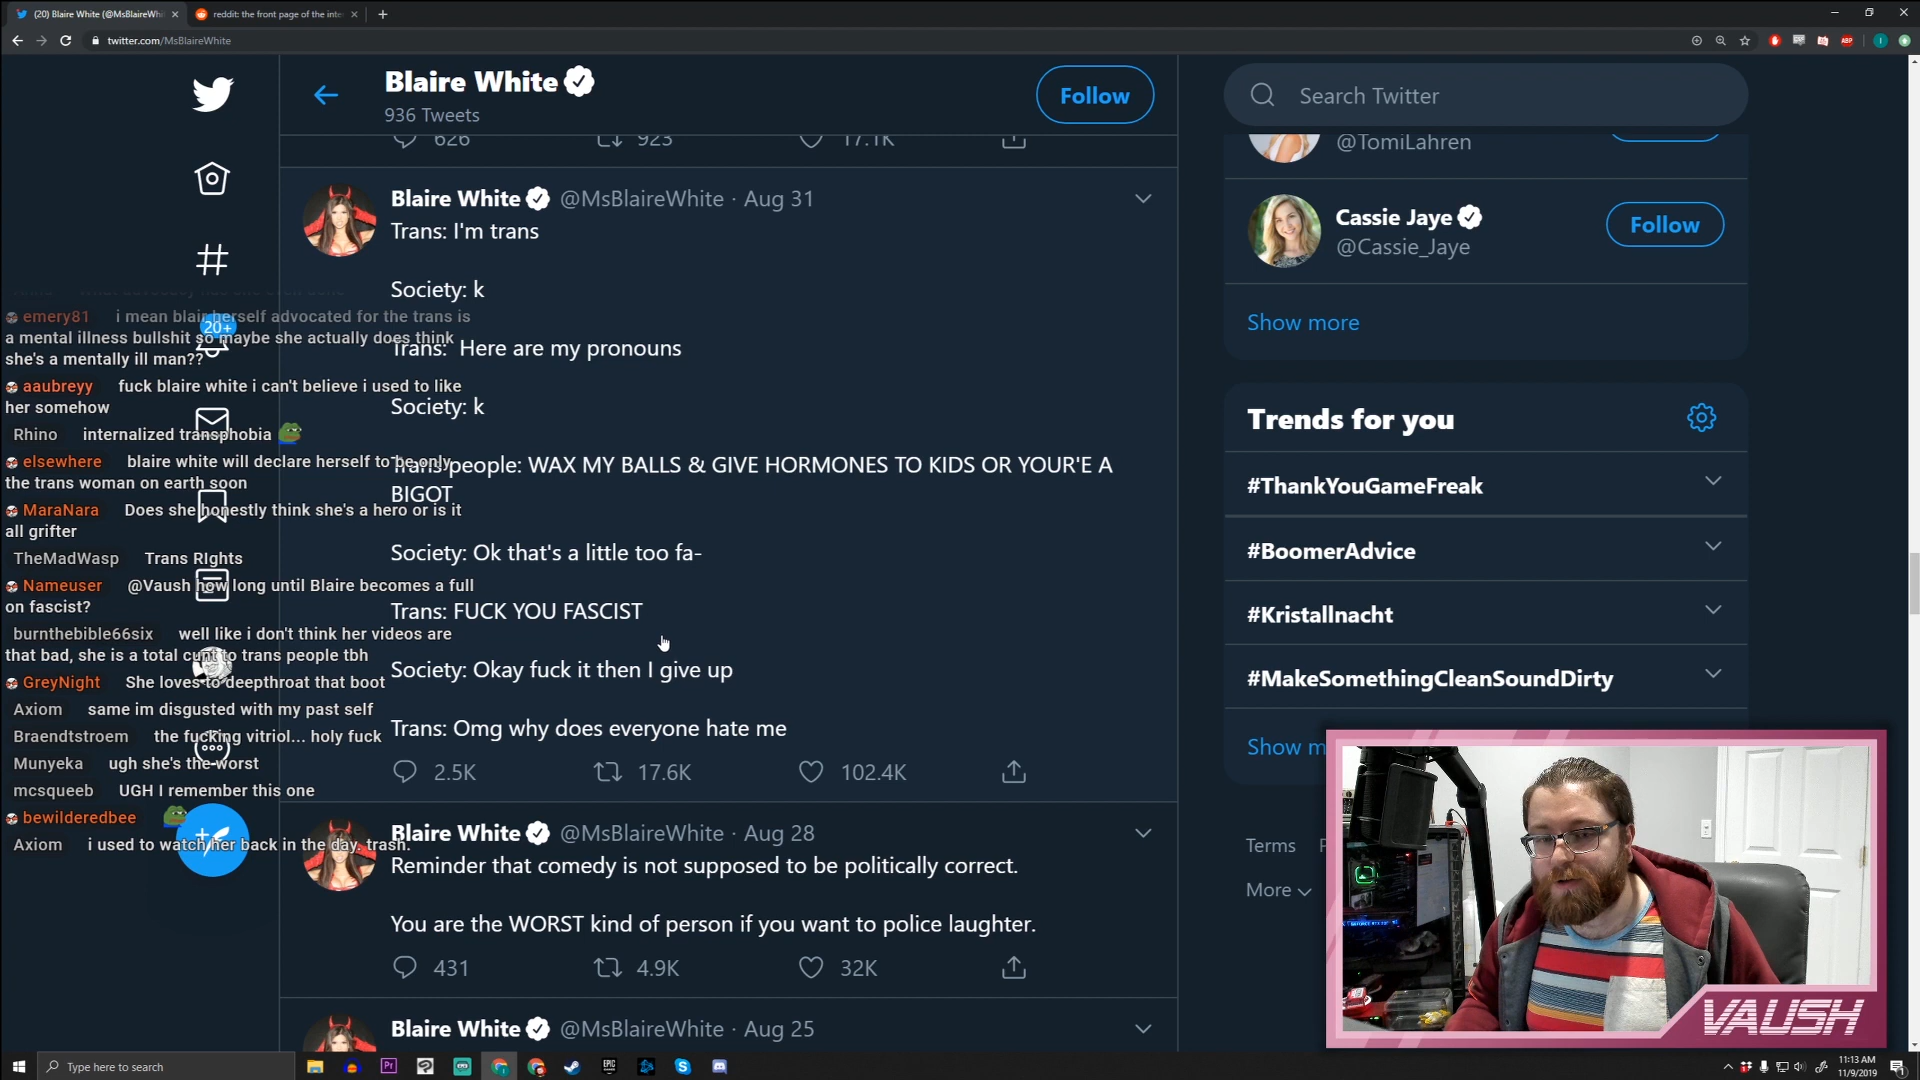 (20) Blaire White (@MsBlaireWhi
reddit: the front page of the inte
twitter.com/MsBlaireWhite
Blaire White
936 Tweets
Follow
Search Twitter
626
923
17.1K
@TomiLahren
Cassie Jaye
@Cassie_Jaye
Follow
Show more
Blaire White @MsBlaireWhite · Aug 31
Trans: I'm trans
Society: k
Trans:  Here are my pronouns
Society: k
Trans people: WAX MY BALLS & GIVE HORMONES TO KIDS OR YOUR'E A
BIGOT
Society: Ok that's a little too fa-
Trans: FUCK YOU FASCIST
Society: Okay fuck it then I give up
Trans: Omg why does everyone hate me
2.5K
17.6K
102.4K
Blaire White @MsBlaireWhite · Aug 28
Reminder that comedy is not supposed to be politically correct.
You are the WORST kind of person if you want to police laughter.
431
4.9K
32K
Blaire White @MsBlaireWhite · Aug 25
20+
emery81 i mean blair herself advocated for the trans is
a mental illness bullshit so maybe she actually does think
she's a mentally ill man??
aaubreyy fuck blaire white i can't believe i used to like
her somehow
Rhino internalized transphobia
elsewhere blaire white will declare herself to be only
the trans woman on earth soon
MaraNara Does she honestly think she's a hero or is it
all grifter
TheMadWasp Trans RIghts
Nameuser @Vaush how long until Blaire becomes a full
on fascist?
burnthebible66six well like i don't think her videos are
that bad, she is a total cunt to trans people tbh
GreyNight She loves to deepthroat that boot
Axiom same im disgusted with my past self
Braendtstroem the fucking vitriol... holy fuck
Munyeka ugh she's the worst
mcsqueeb UGH I remember this one
bewilderedbee
Axiom i used to watch her back in the day. trash.
Trends for you
#ThankYouGameFreak
#BoomerAdvice
#Kristallnacht
#MakeSomethingCleanSoundDirty
Show m
Terms
More
VAUSH
Type here to search
11:13 AM
11/9/2019